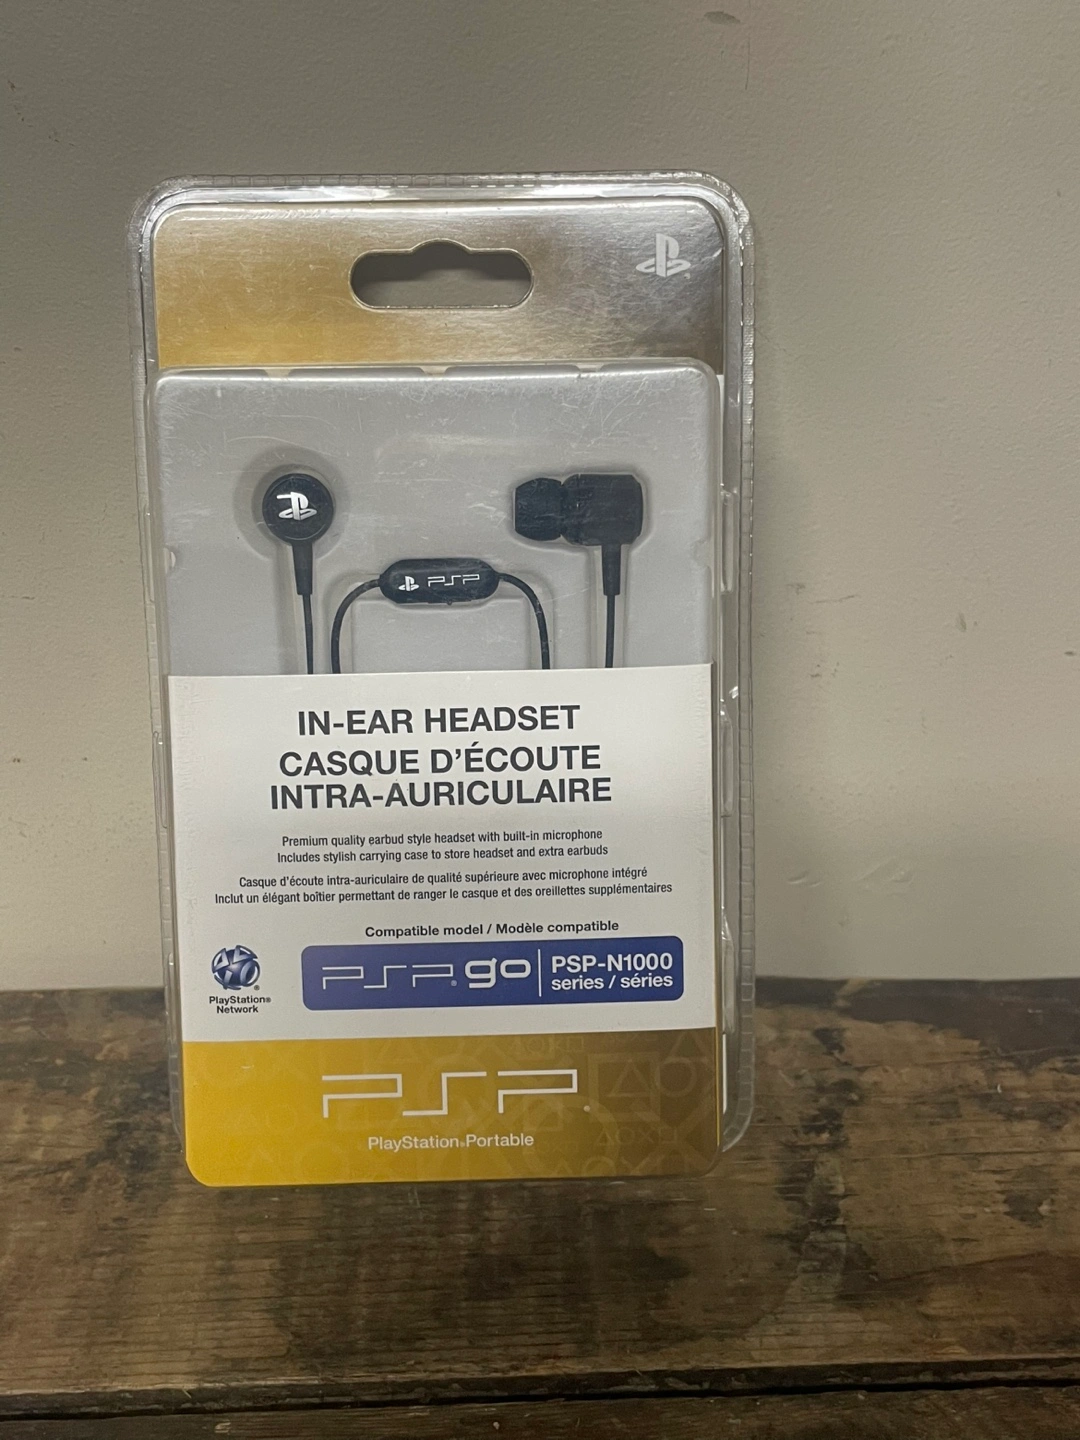 PSP
IN-EAR HEADSET
CASQUE D'ÉCOUTE
INTRA-AURICULAIRE
Premium quality earbud style headset with built-in microphone
Includes stylish carrying case to store headset and extra earbuds
Casque d'écoute intra-auriculaire de qualité supérieure avec microphone intégré
Inclut un élégant boîtier permettant de ranger le casque et des oreillettes supplémentaires
Compatible model / Modèle compatible
PlayStation®
Network
PSP® go
PSP-N1000
series / séries
PSP
PlayStation®Portable